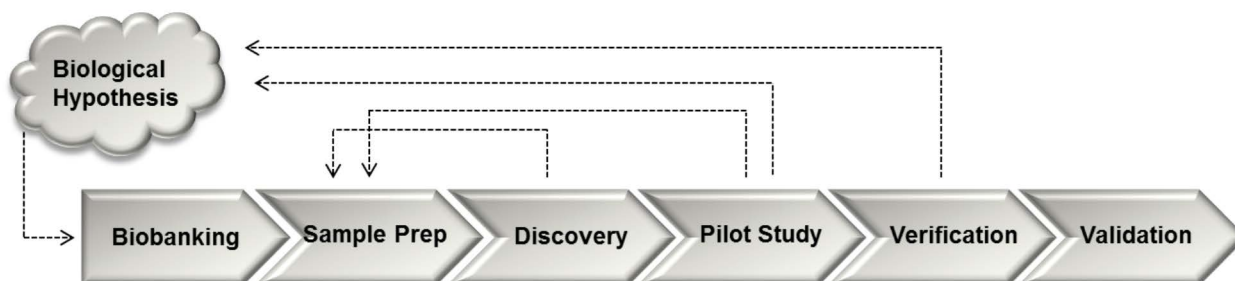 Biological
Hypothesis
Biobanking
Sample Prep
Discovery
Pilot Study
Verification
Validation